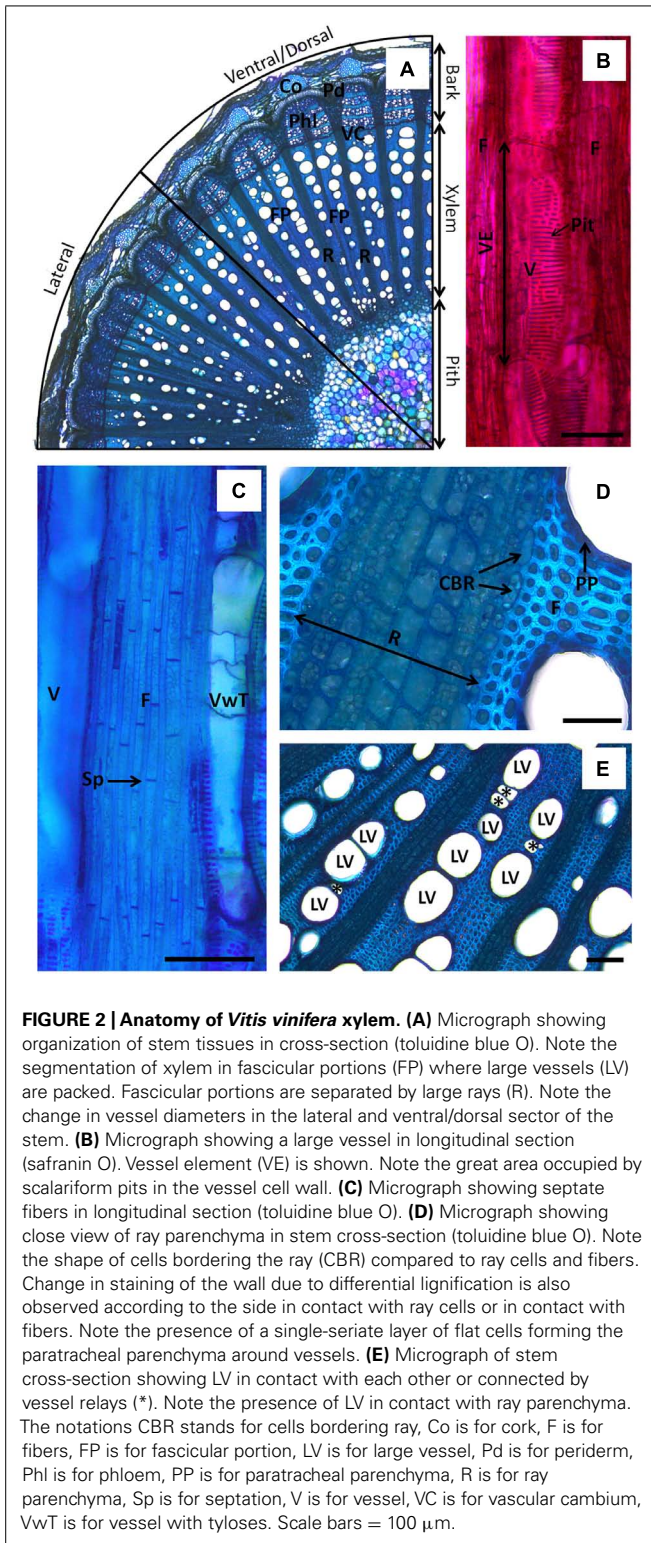 Ventral/Dorsal
A
Co
Pd
Phl
VC
FP
FP
R
R
Lateral
Bark
Xylem
Pith
B
F
F
VE
Pit
V
C
V
F
VwT
Sp
D
CBR
PP
F
R
E
LV
**
LV
LV
*
LV
LV
LV
LV
*
LV
LV
FIGURE 2 | Anatomy of Vitis vinifera xylem. (A) Micrograph showing
organization of stem tissues in cross-section (toluidine blue O). Note the
segmentation of xylem in fascicular portions (FP) where large vessels (LV)
are packed. Fascicular portions are separated by large rays (R). Note the
change in vessel diameters in the lateral and ventral/dorsal sector of the
stem. (B) Micrograph showing a large vessel in longitudinal section
(safranin O). Vessel element (VE) is shown. Note the great area occupied by
scalariform pits in the vessel cell wall. (C) Micrograph showing septate
fibers in longitudinal section (toluidine blue O). (D) Micrograph showing
close view of ray parenchyma in stem cross-section (toluidine blue O). Note
the shape of cells bordering the ray (CBR) compared to ray cells and fibers.
Change in staining of the wall due to differential lignification is also
observed according to the side in contact with ray cells or in contact with
fibers. Note the presence of a single-seriate layer of flat cells forming the
paratracheal parenchyma around vessels. (E) Micrograph of stem
cross-section showing LV in contact with each other or connected by
vessel relays (*). Note the presence of LV in contact with ray parenchyma.
The notations CBR stands for cells bordering ray, Co is for cork, F is for
fibers, FP is for fascicular portion, LV is for large vessel, Pd is for periderm,
Phl is for phloem, PP is for paratracheal parenchyma, R is for ray
parenchyma, Sp is for septation, V is for vessel, VC is for vascular cambium,
VwT is for vessel with tyloses. Scale bars = 100 μm.